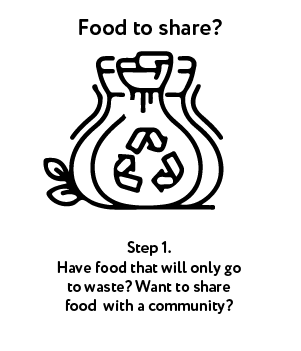 Food to share?
Step 1.
Have food that will only go
to waste? Want to share
food with a community?